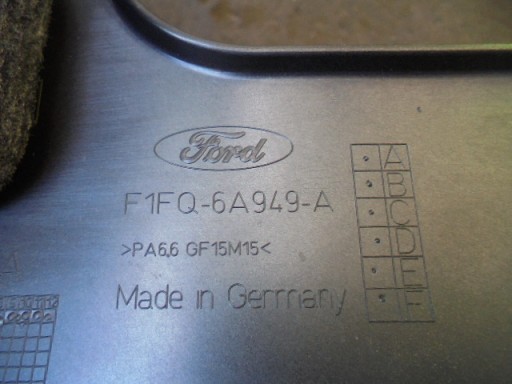 Ford
F1FQ-6A949-A
>PA6,6 GF15M15<
Made in Germany
A
B
C
D
E
F